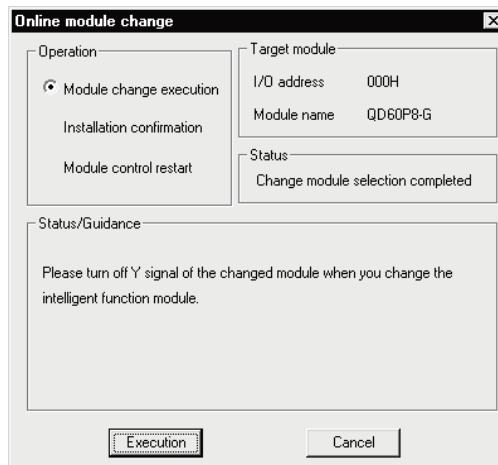 Online module change
Operation
Module change execution
Installation confirmation
Module control restart
Target module
I/O address 000H
Module name QD60P8-G
Status
Change module selection completed
Status/Guidance
Please turn off Y signal of the changed module when you change the
intelligent function module.
Execution
Cancel